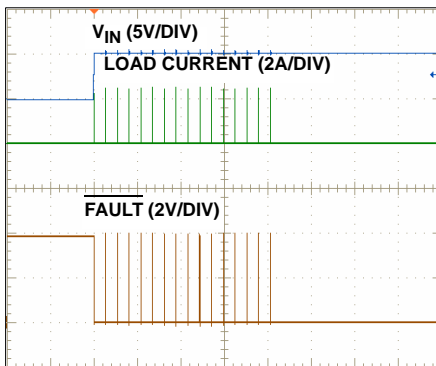 VIN (5V/DIV)
LOAD CURRENT (2A/DIV)
FAULT (2V/DIV)